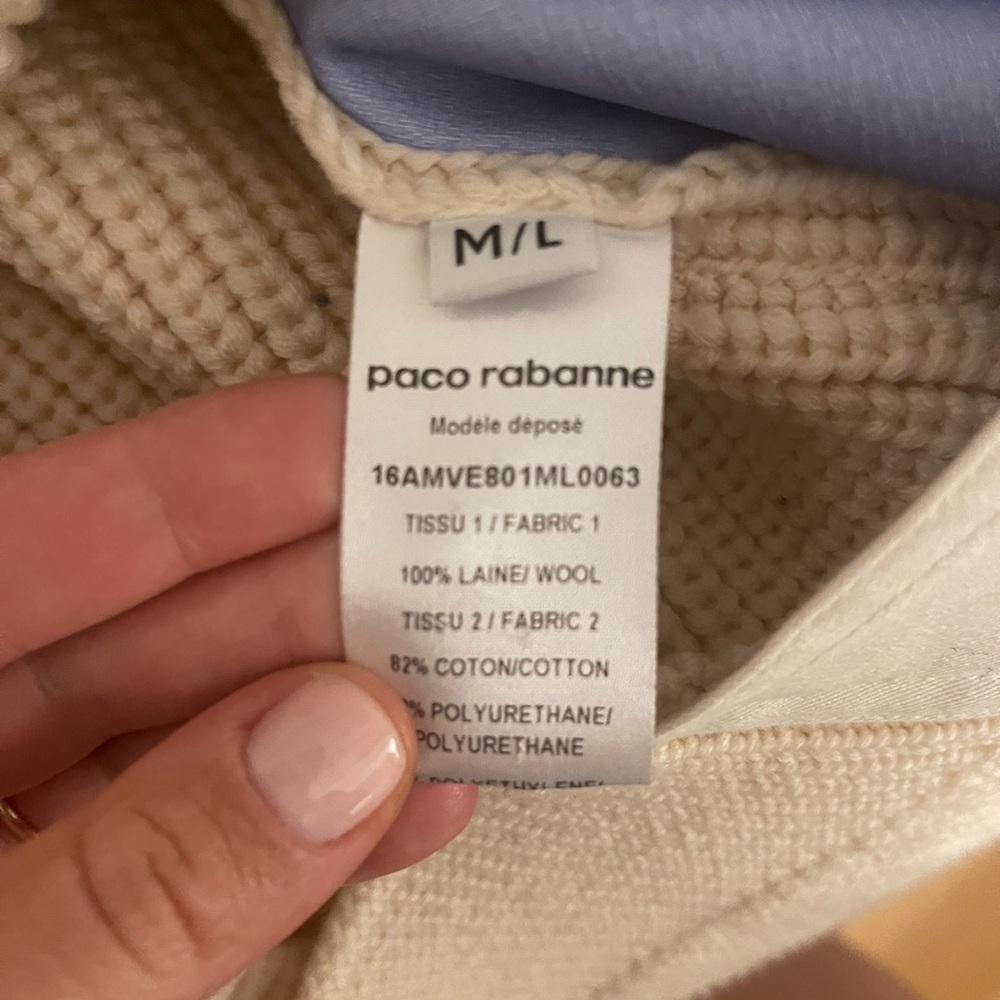 M/L
paco rabanne
Modèle déposé
16AMVE801ML0063
TISSU 1 / FABRIC 1
100% LAINE/ WOOL
TISSU 2 / FABRIC 2
82% COTON/COTTON
% POLYURETHANE/
POLYURETHANE
% POLYETHYLENE/